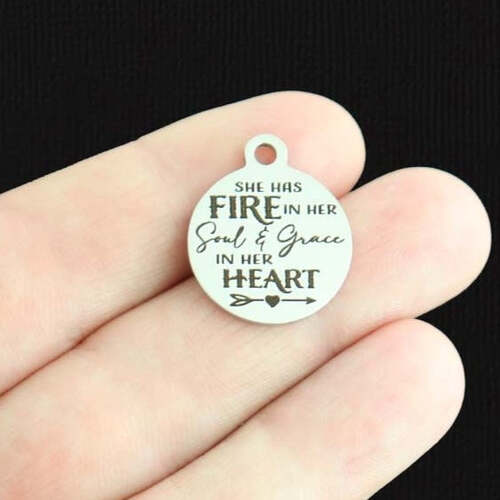 SHE HAS
FIRE IN HER
Soul & Grace
IN HER
HEART